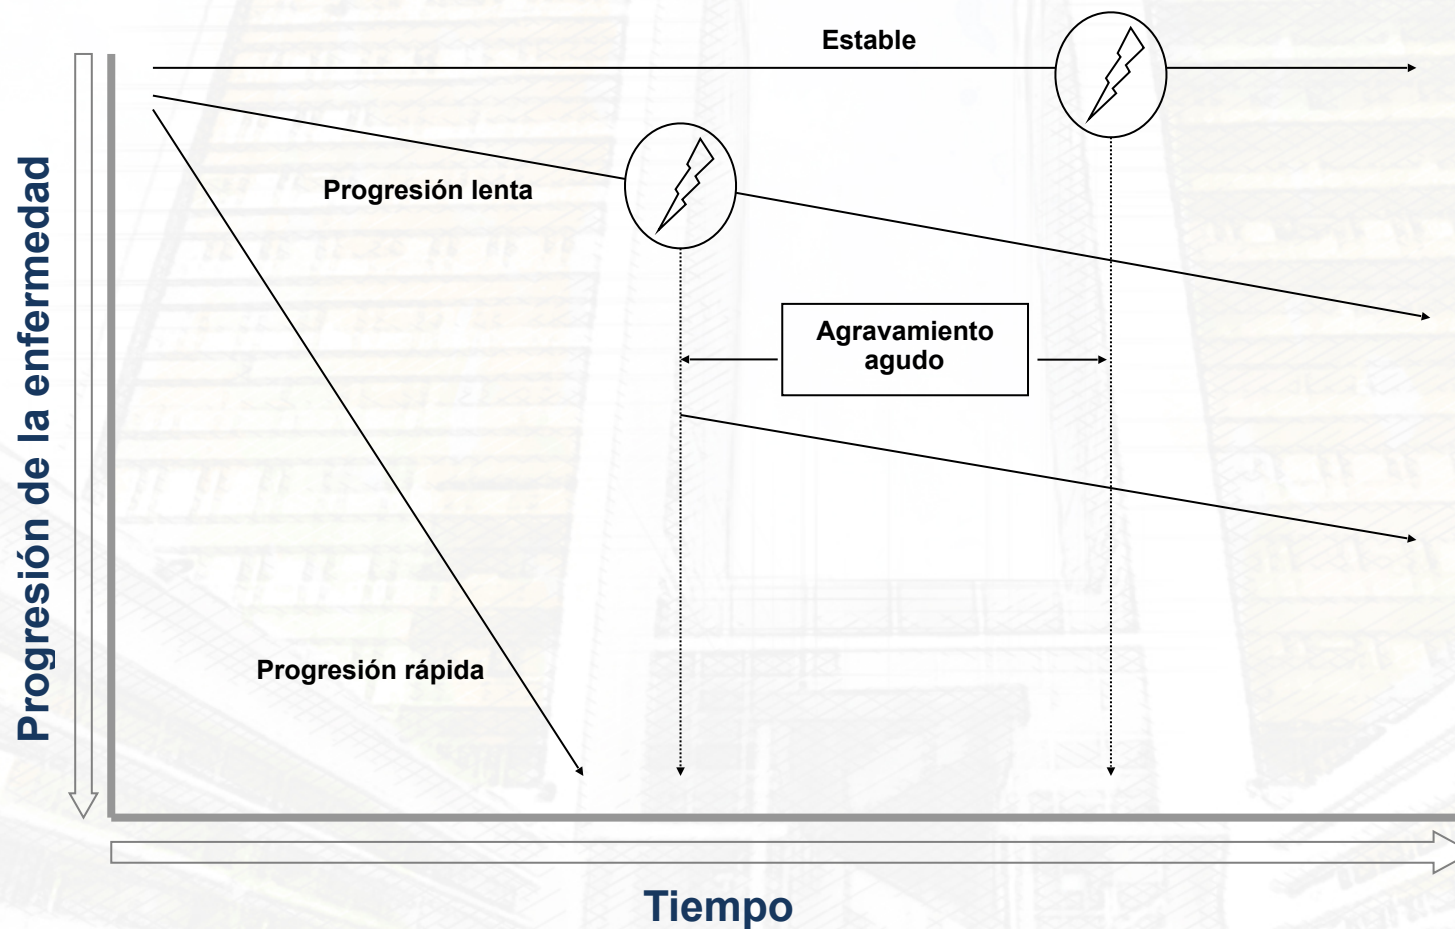 Estable
Progresión lenta
Agravamiento
agudo
Progresión rápida
Progresión de la enfermedad
Tiempo